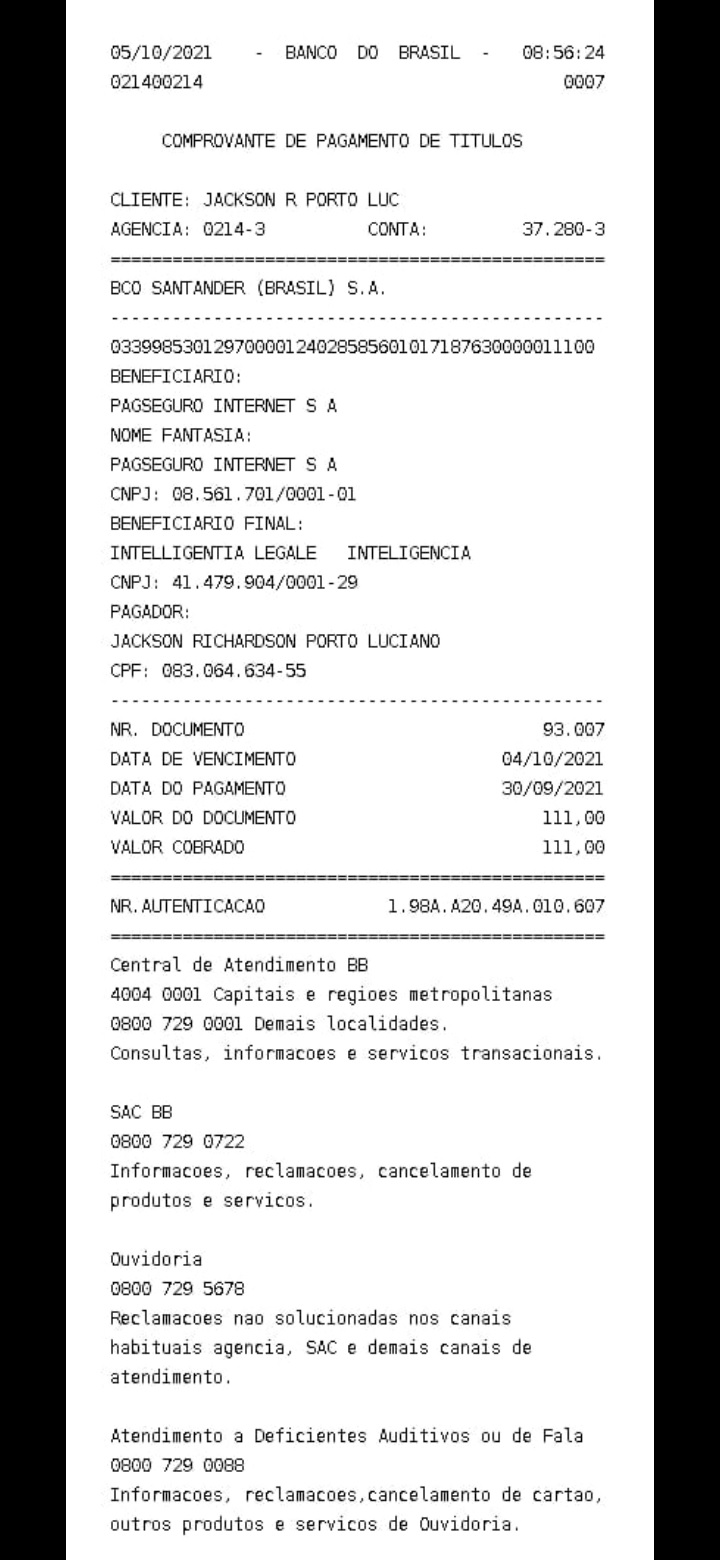 05/10/2021 - BANCO DO BRASIL - 08:56:24
021400214 0007
COMPROVANTE DE PAGAMENTO DE TITULOS
CLIENTE: JACKSON R PORTO LUC
AGENCIA: 0214-3 CONTA: 37.280-3
================================================
BCO SANTANDER (BRASIL) S.A.
------------------------------------------------
03399853012970000124028585601017187630000011100
BENEFICIARIO:
PAGSEGURO INTERNET S A
NOME FANTASIA:
PAGSEGURO INTERNET S A
CNPJ: 08.561.701/0001-01
BENEFICIARIO FINAL:
INTELLIGENTIA LEGALE INTELIGENCIA
CNPJ: 41.479.904/0001-29
PAGADOR:
JACKSON RICHARDSON PORTO LUCIANO
CPF: 083.064.634-55
------------------------------------------------
NR. DOCUMENTO 93.007
DATA DE VENCIMENTO 04/10/2021
DATA DO PAGAMENTO 30/09/2021
VALOR DO DOCUMENTO 111,00
VALOR COBRADO 111,00
================================================
NR.AUTENTICACAO 1.98A.A20.49A.010.607
================================================
Central de Atendimento BB
4004 0001 Capitais e regioes metropolitanas
0800 729 0001 Demais localidades.
Consultas, informacoes e servicos transacionais.
SAC BB
0800 729 0722
Informacoes, reclamacoes, cancelamento de
produtos e servicos.
Ouvidoria
0800 729 5678
Reclamacoes nao solucionadas nos canais
habituais agencia, SAC e demais canais de
atendimento.
Atendimento a Deficientes Auditivos ou de Fala
0800 729 0088
Informacoes, reclamacoes,cancelamento de cartao,
outros produtos e servicos de Ouvidoria.